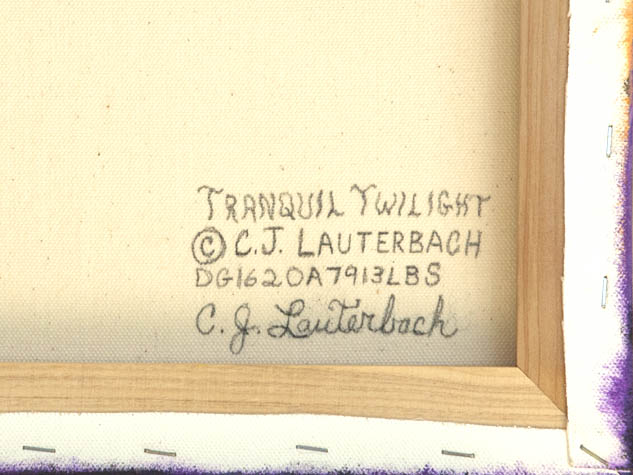 TRANQUIL TWILIGHT
© C.J. LAUTERBACH
DG1620A7913LBS
C. J. Lauterbach